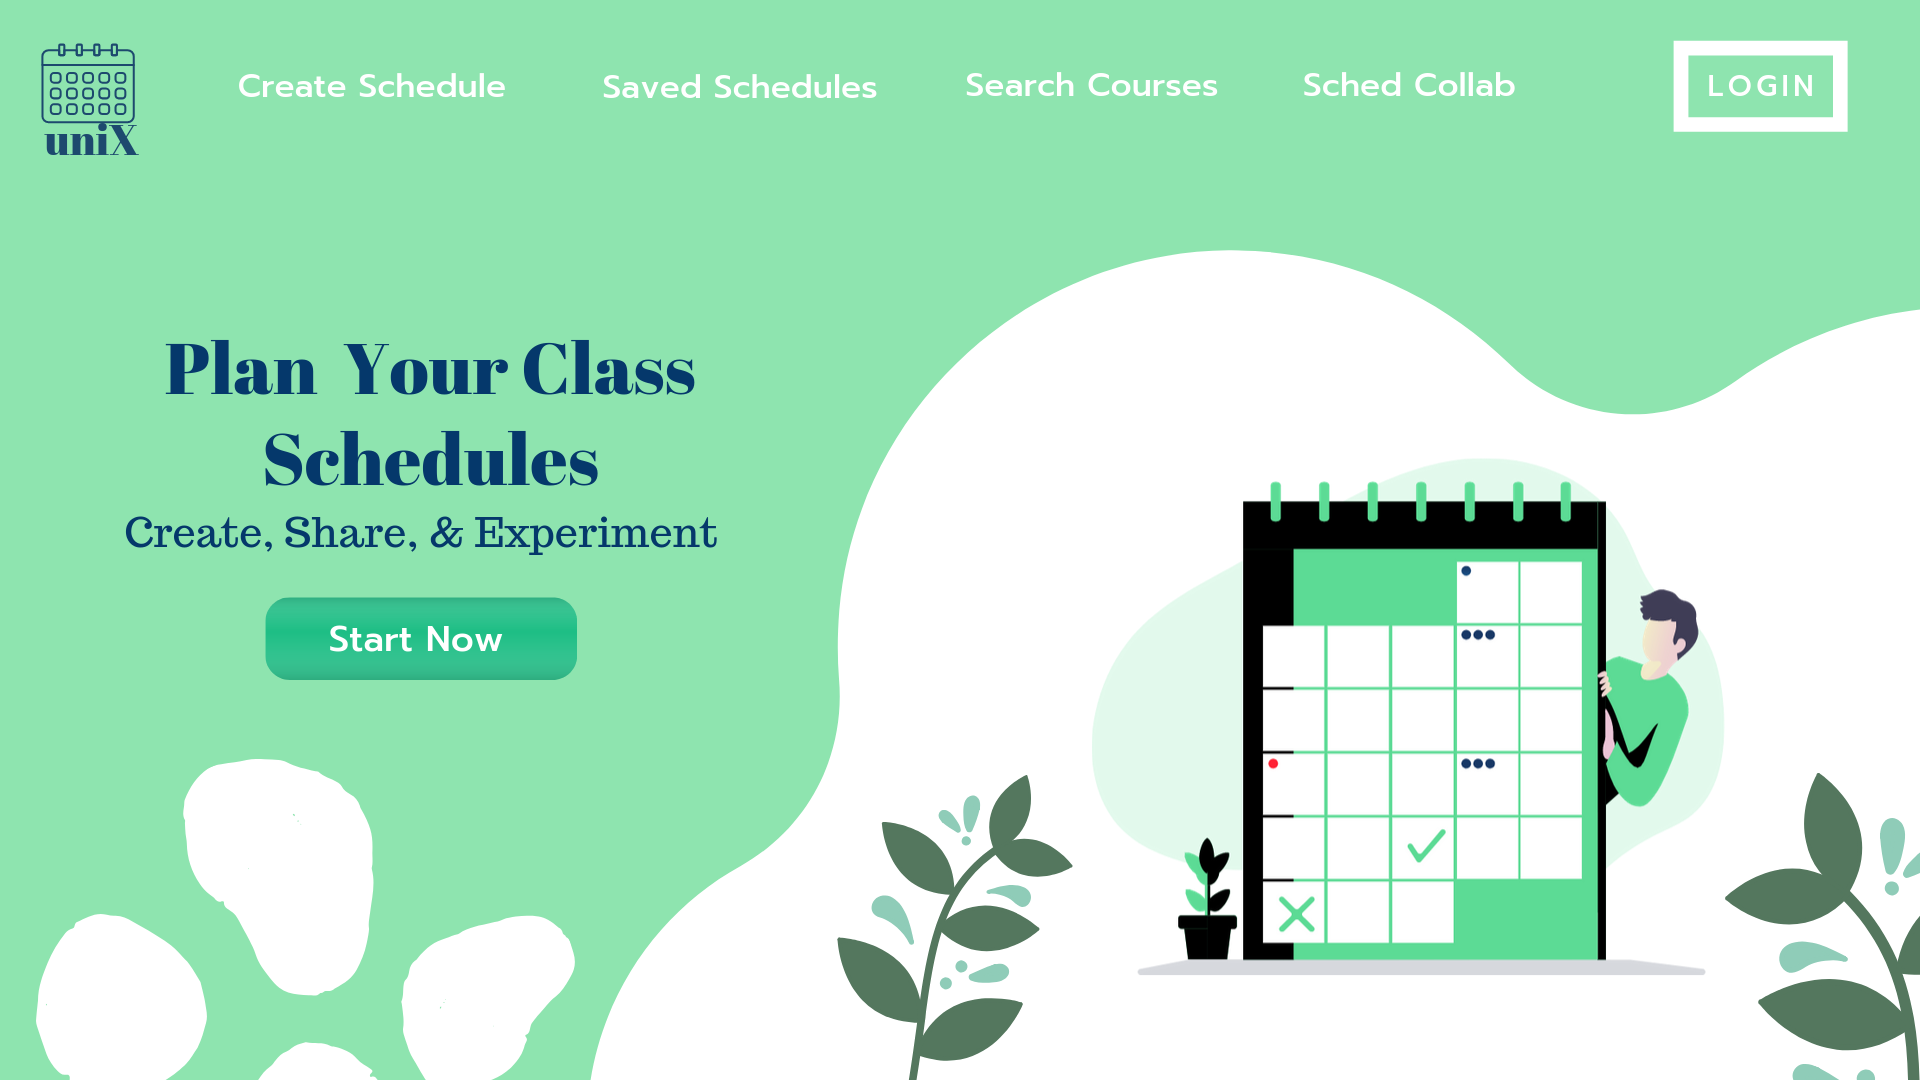 uniX
Create Schedule
Saved Schedules
Search Courses
Sched Collab
LOGIN
Plan Your Class
Schedules
Create, Share, & Experiment
Start Now